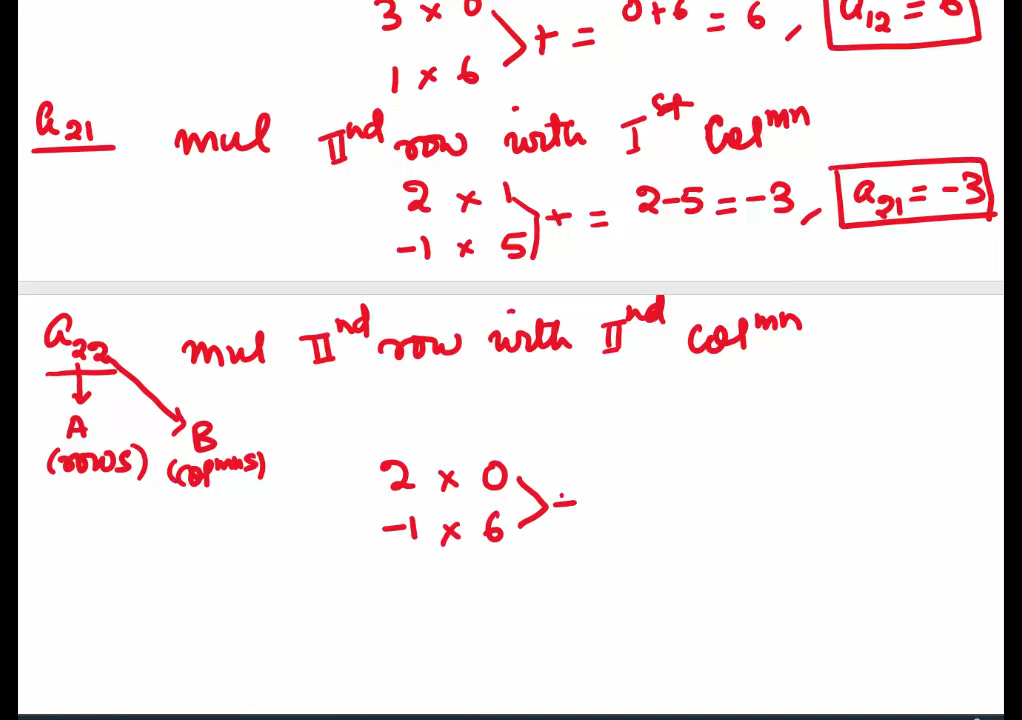 3 × 0
0+6 = 6 , a12 = 6
+ =
1 × 6
a21 mul IInd row with Ist Colmn
2 × 1
+ = 2-5 = -3 , a21 = -3
-1 × 5
a22 mul IInd row with IInd colmn
A
(rows)
B
(colmns)
2 × 0
-1 × 6